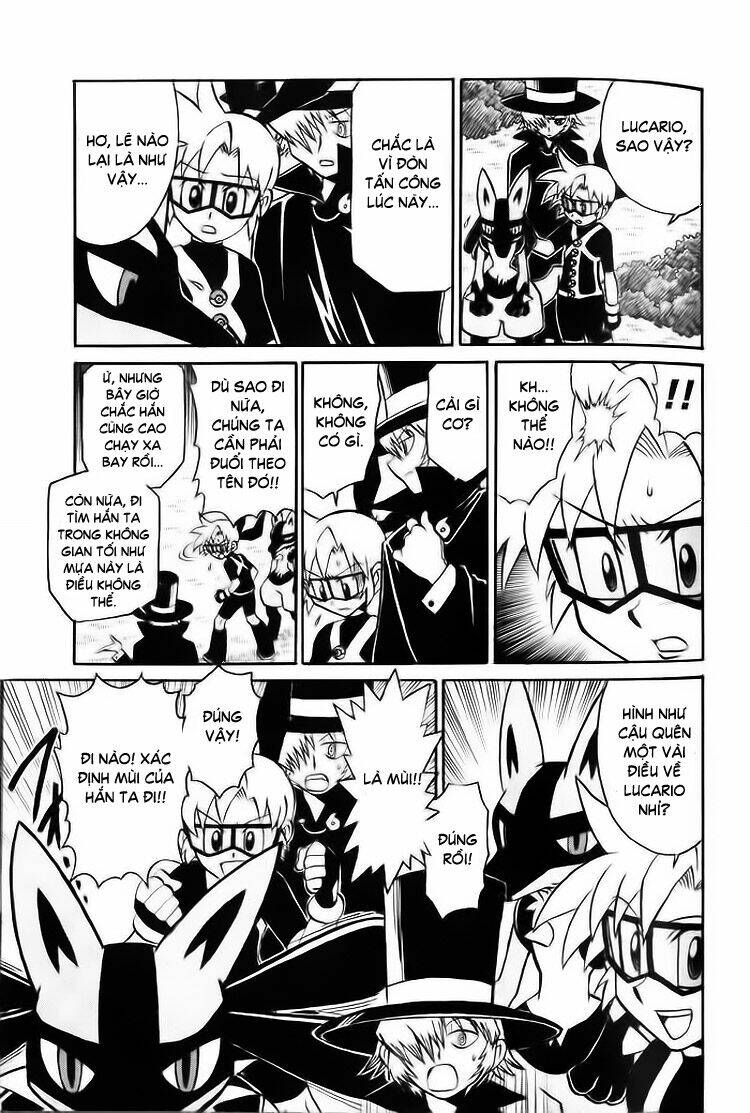 LUCARIO,
SAO VẬY?
CHẮC LÀ
VÌ ĐÒN
TẤN CÔNG
LÚC NÀY...
HƠ, LẼ NÀO
LẠI LÀ NHƯ
VẬY...
!!
KH...
KHÔNG
THỂ
NÀO!!
CÁI GÌ
CƠ?
KHÔNG,
KHÔNG
CÓ GÌ.
DÙ SAO ĐI
NỮA,
CHÚNG TA
CẦN PHẢI
ĐUỔI THEO
TÊN ĐÓ!!
Ừ, NHƯNG
BÂY GIỜ
CHẮC HẮN
CŨNG CAO
CHẠY XA
BAY RỒI...
CÒN NỮA, ĐI
TÌM HẮN TA
TRONG KHÔNG
GIAN TỐI NHƯ
MƯA NÀY LÀ
ĐIỀU KHÔNG
THỂ.
HÌNH NHƯ
CẬU QUÊN
MỘT VÀI
ĐIỀU VỀ
LUCARIO
NHỈ?
ĐÚNG
RỒI!
LÀ MÙI!!
ĐÚNG
VẬY!
ĐI NÀO! XÁC
ĐỊNH MÙI CỦA
HẮN TA ĐI!!